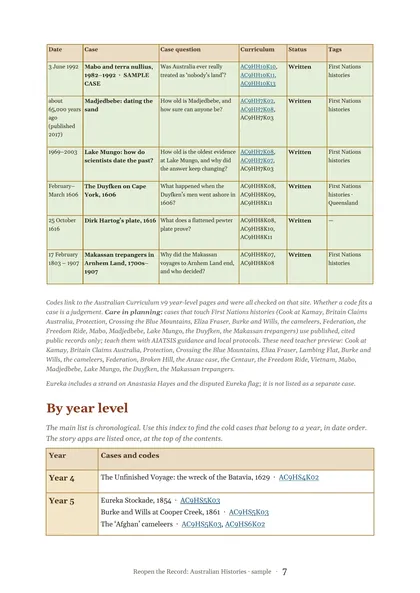 Date Case Case question Curriculum Status Tags
3 June 1992 Mabo and terra nullius, Was Australia ever really AC9HH10K10, Written First Nations
1982–1992 · SAMPLE treated as ‘nobody’s land’? AC9HH10K11, histories
CASE AC9HH10K13
about Madjedbebe: dating the How old is Madjedbebe, and AC9HH7K02, Written First Nations
65,000 years sand how sure can anyone be? AC9HH7K08, histories
ago AC9HH7K03
(published
2017)
1969–2003 Lake Mungo: how do How old is the oldest evidence AC9HH7K08, Written First Nations
scientists date the past? at Lake Mungo, and why did AC9HH7K07, histories
the answer keep changing? AC9HH7K03
February– The Duyfken on Cape What happened when the AC9HH8K08, Written First Nations
March 1606 York, 1606 Duyfken’s men went ashore in AC9HH8K09, histories ·
1606? AC9HH8K11 Queensland
25 October Dirk Hartog’s plate, 1616 What does a flattened pewter AC9HH8K08, Written —
1616 plate prove? AC9HH8K10,
AC9HH8K11
17 February Makassan trepangers in Why did the Makassan AC9HH8K07, Written First Nations
1803 – 1907 Arnhem Land, 1700s– voyages to Arnhem Land end, AC9HH8K08 histories
1907 and who decided?
Codes link to the Australian Curriculum v9 year-level pages and were all checked on that site. Whether a code fits a
case is a judgement. Care in planning: cases that touch First Nations histories (Cook at Kamay, Britain Claims
Australia, Protection, Crossing the Blue Mountains, Eliza Fraser, Burke and Wills, the cameleers, Federation, the
Freedom Ride, Mabo, Madjedbebe, Lake Mungo, the Duyfken, the Makassan trepangers) use published, cited
public records only; teach them with AIATSIS guidance and local protocols. These need teacher preview: Cook at
Kamay, Britain Claims Australia, Protection, Crossing the Blue Mountains, Eliza Fraser, Lambing Flat, Burke and
Wills, the cameleers, Federation, Broken Hill, the Anzac case, the Centaur, the Freedom Ride, Vietnam, Mabo,
Madjedbebe, Lake Mungo, the Duyfken, the Makassan trepangers.
Eureka includes a strand on Anastasia Hayes and the disputed Eureka flag; it is not listed as a separate case.
By year level
The main list is chronological. Use this index to find the cold cases that belong to a year, in date order.
The story apps are listed once, at the top of the contents.
Year Cases and codes
Year 4 The Unfinished Voyage: the wreck of the Batavia, 1629 · AC9HS4K02
Year 5 Eureka Stockade, 1854 · AC9HS5K03
Burke and Wills at Cooper Creek, 1861 · AC9HS5K03
The ‘Afghan’ cameleers · AC9HS5K03, AC9HS6K02
Reopen the Record: Australian Histories · sample · 7